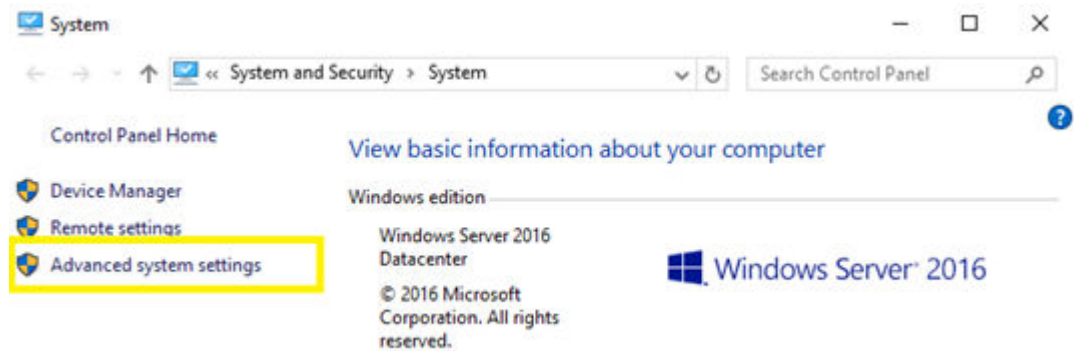 System
« System and Security › System
Search Control Panel
Control Panel Home
View basic information about your computer
Device Manager
Windows edition
Remote settings
Windows Server 2016
Datacenter
Advanced system settings
© 2016 Microsoft
Corporation. All rights
reserved.
Windows Server 2016